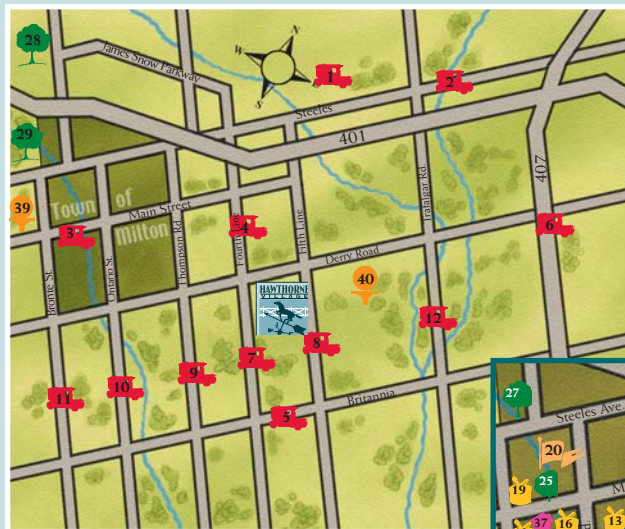 28
James Snow Parkway
N
W
E
S
1
2
Steeles
401
407
29
39
Town of
Milton
Main Street
3
4
6
Bronte St.
Ontario St.
Thompson Rd.
Fourth Line
Fifth Line
Trafalgar Rd.
Derry Road
HAWTHORNE
VILLAGE
40
12
8
7
9
10
11
5
Britannia
27
Steeles Ave.
20
19
25
M
37
16
13